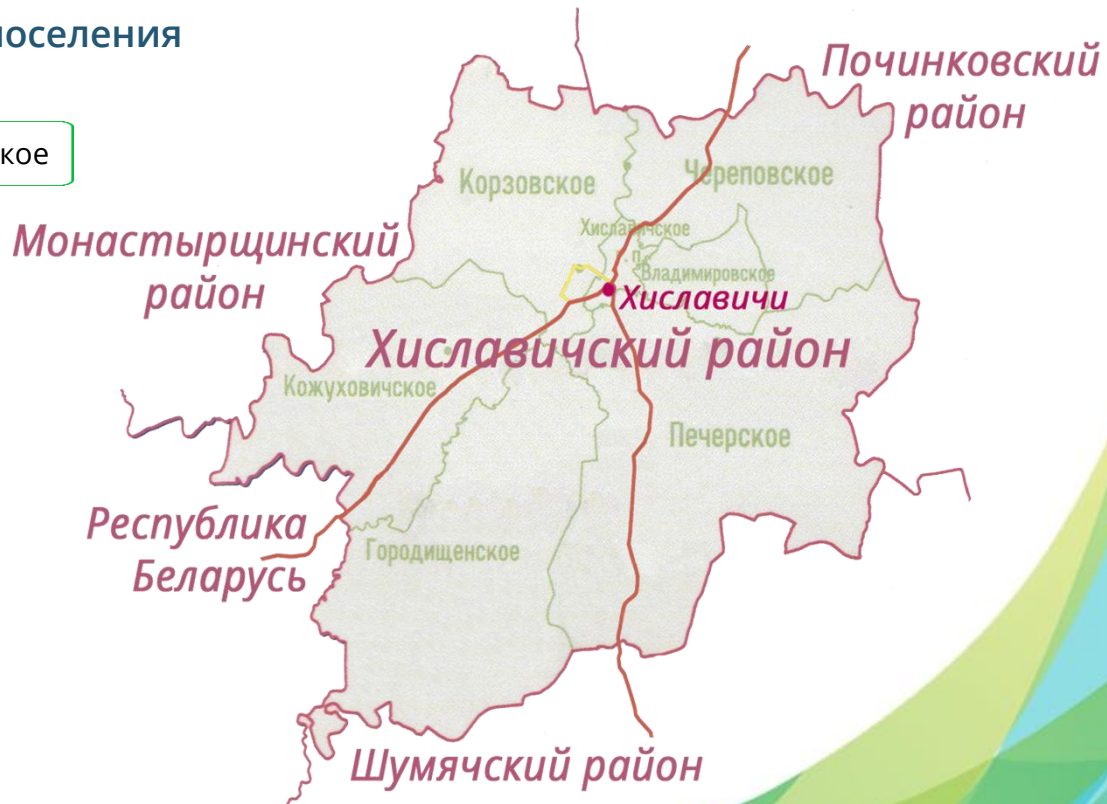 поселения
кое
Починковский
район
Корзовское
Череповское
Хиславичское
г. п.
Владимировское
Монастырщинский
район
Хиславичи
Хиславичский район
Кожуховичское
Печерское
Республика
Беларусь
Городищенское
Шумячский район